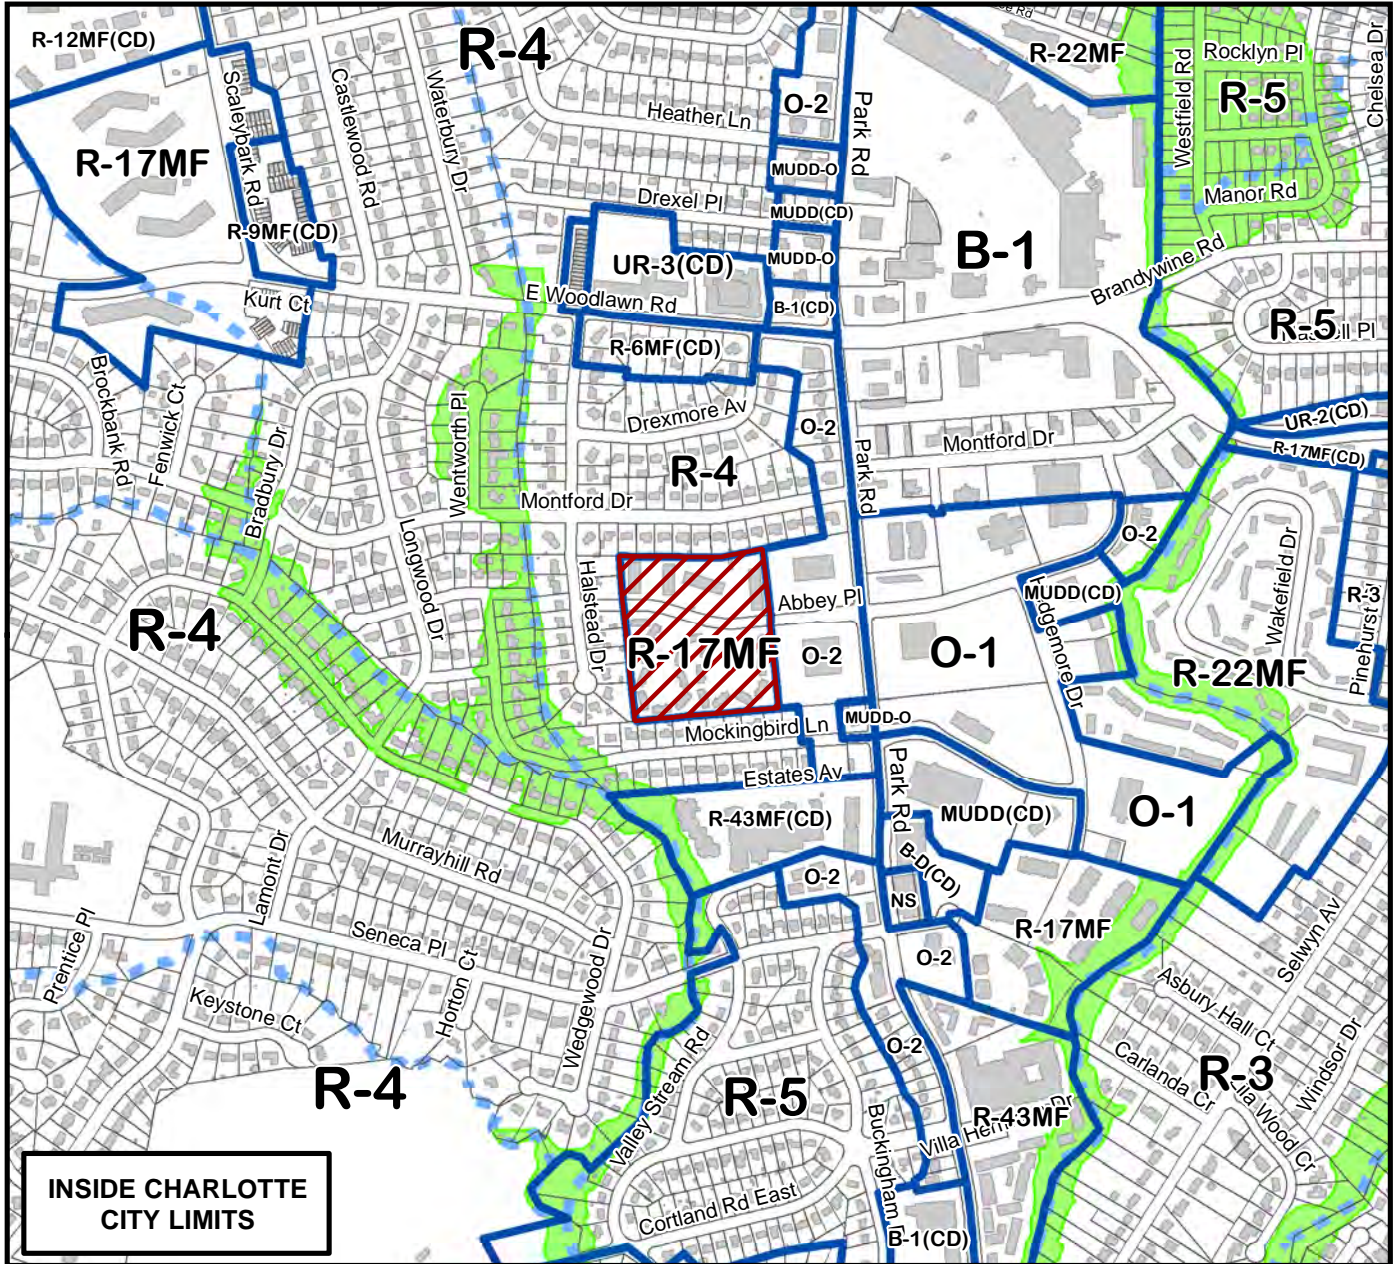 R-12MF(CD)
R-4
R-22MF
Rocklyn Pl
Chelsea Dr
Westfield Rd
R-5
Scaleybark Rd
Castlewood Rd
Waterbury Dr
Heather Ln
O-2
Park Rd
R-17MF
MUDD-O
Manor Rd
Drexel Pl
MUDD(CD)
R-9MF(CD)
MUDD-O
B-1
UR-3(CD)
Brandywine Rd
Kurt Ct
E Woodlawn Rd
B-1(CD)
R-5
R-6MF(CD)
Brockbank Rd
Fenwick Ct
Wentworth Pl
Drexmore Av
O-2
UR-2(CD)
Bradbury Dr
Montford Dr
R-17MF(CD)
R-4
Park Rd
Montford Dr
Longwood Dr
O-2
Wakefield Dr
Halstead Dr
Abbey Pl
MUDD(CD)
R-3
R-4
R-17MF
O-2
O-1
Edgemore Dr
R-22MF
Pinehurst
Mockingbird Ln
MUDD-O
Estates Av
Park Rd
R-43MF(CD)
MUDD(CD)
O-1
Lamont Dr
Murrayhill Rd
O-2
B-D(CD)
NS
Prentice Pl
Seneca Pl
R-17MF
Selwyn Av
Keystone Ct
Horton Ct
Wedgewood Dr
O-2
Asbury Hall Ct
O-2
Carlanda Ct
R-3
Windsor Dr
R-4
Valley Stream Rd
R-5
R-43MF
Wood Cr
Buckingham
Villa
INSIDE CHARLOTTE
CITY LIMITS
Cortland Rd East
B-1(CD)